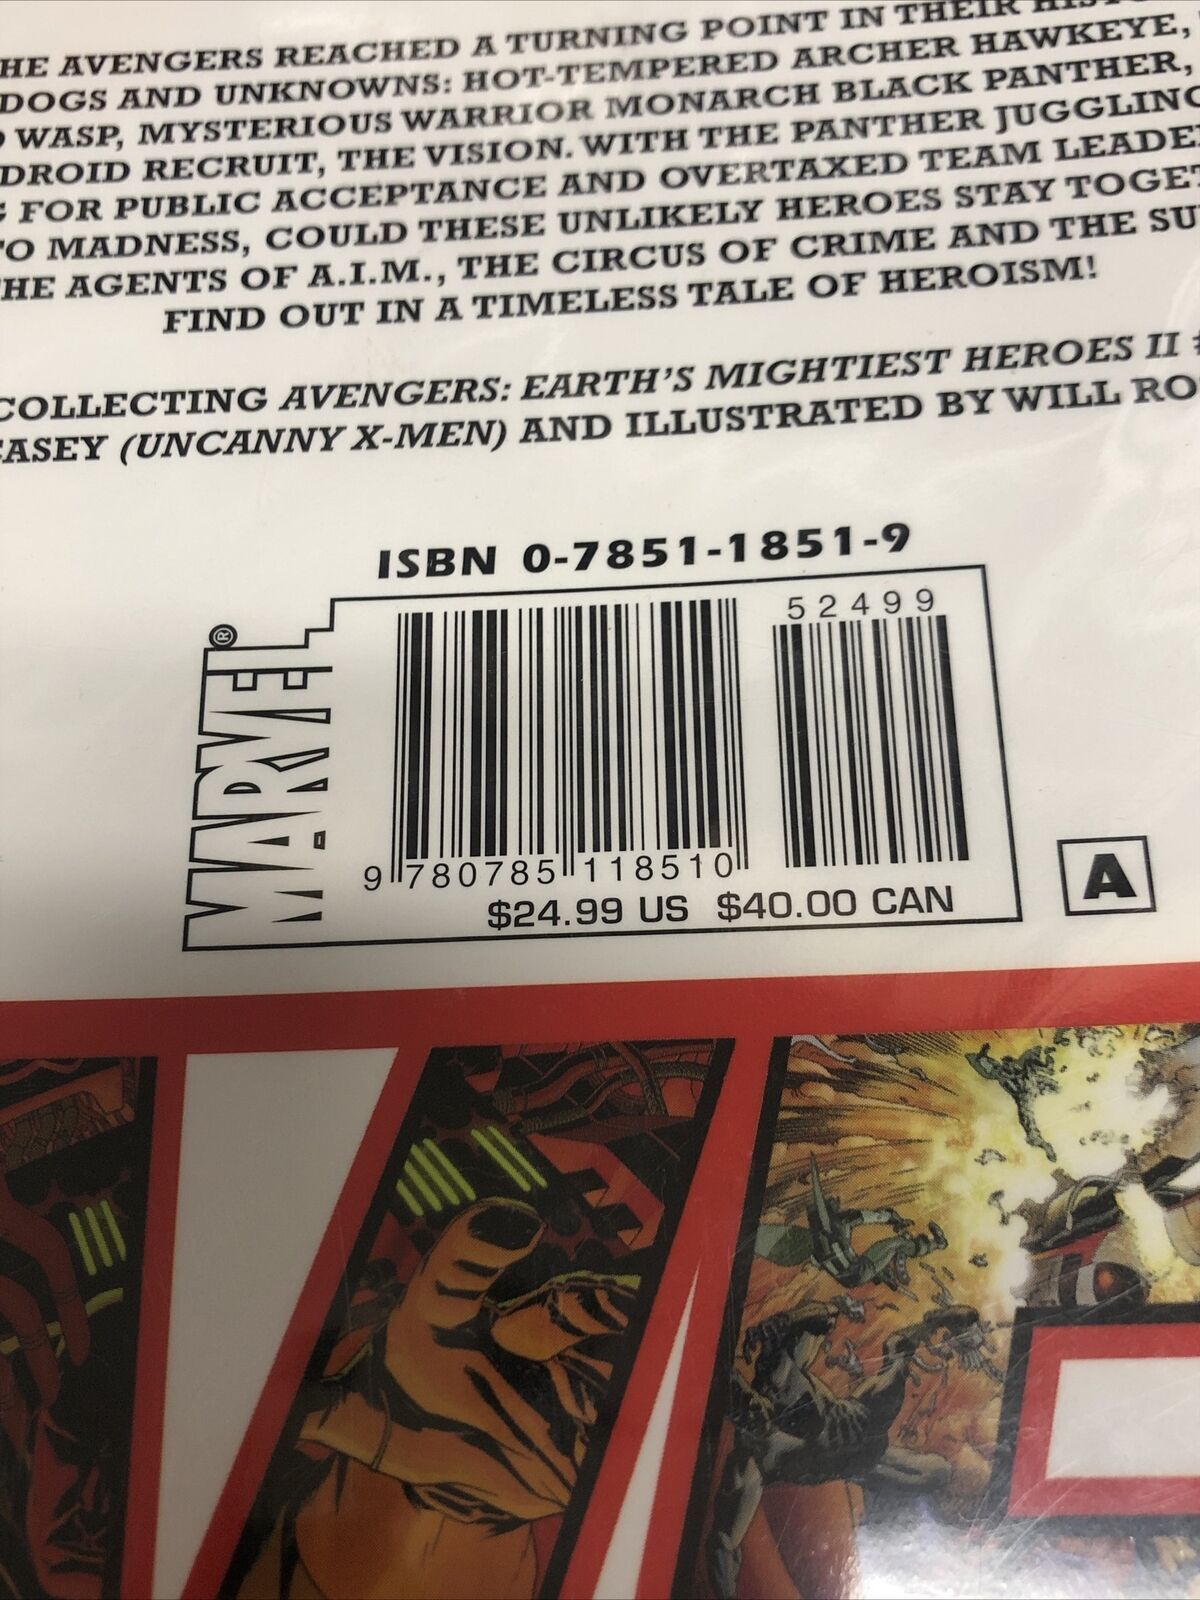 HE AVENGERS REACHED A TURNING POINT IN THEIR
DOGS AND UNKNOWNS: HOT-TEMPERED ARCHER HAWKEYE,
WASP, MYSTERIOUS WARRIOR MONARCH BLACK PANTHER,
DROID RECRUIT, THE VISION. WITH THE PANTHER JUGGLING
FOR PUBLIC ACCEPTANCE AND OVERTAXED TEAM LEADE
TO MADNESS, COULD THESE UNLIKELY HEROES STAY TOGET
HE AGENTS OF A.I.M., THE CIRCUS OF CRIME AND THE SU
FIND OUT IN A TIMELESS TALE OF HEROISM!
COLLECTING AVENGERS: EARTH'S MIGHTIEST HEROES II
CASEY (UNCANNY X-MEN) AND ILLUSTRATED BY WILL RO
ISBN 0-7851-1851-9
52499
MARVEL®
9 780785 118510
$24.99 US $40.00 CAN
A